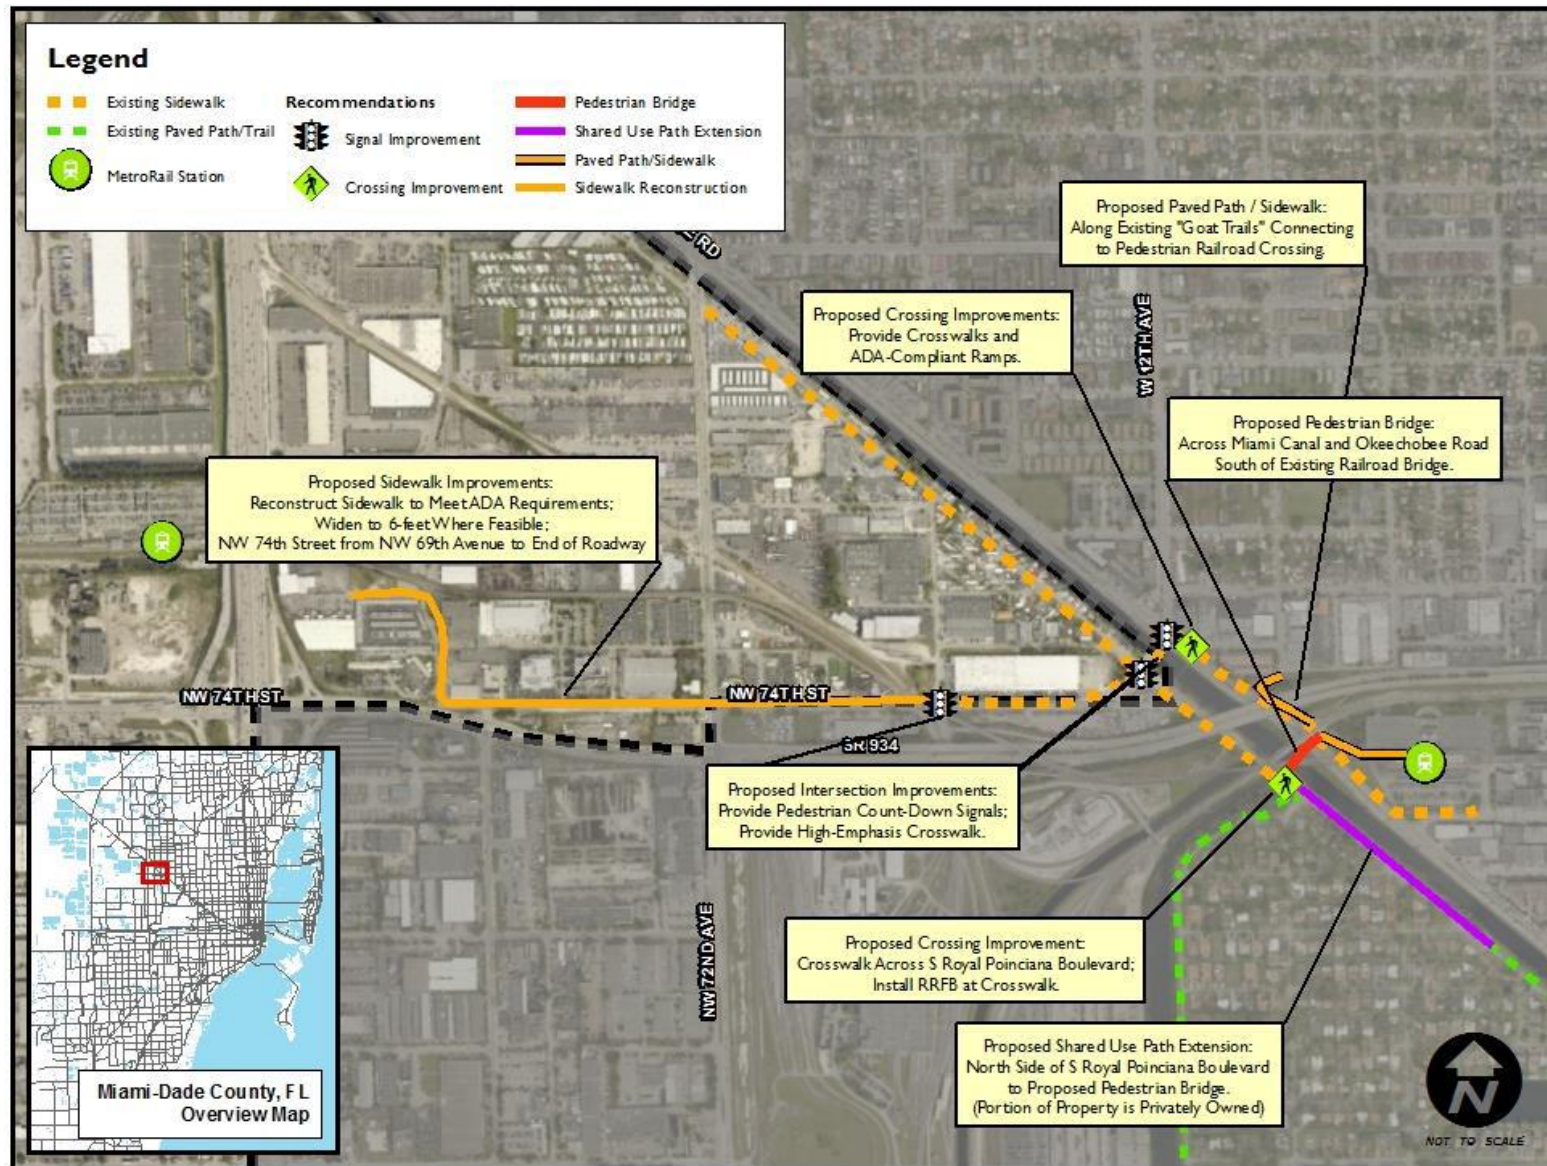 Legend
Existing Sidewalk
Existing Paved Path/Trail
MetroRail Station
Recommendations
Signal Improvement
Crossing Improvement
Pedestrian Bridge
Shared Use Path Extension
Paved Path/Sidewalk
Sidewalk Reconstruction
RD
Proposed Paved Path / Sidewalk:
Along Existing "Goat Trails" Connecting
to Pedestrian Railroad Crossing.
Proposed Crossing Improvements:
Provide Crosswalks and
ADA-Compliant Ramps.
W 12TH AVE
Proposed Pedestrian Bridge:
Across Miami Canal and Okeechobee Road
South of Existing Railroad Bridge.
Proposed Sidewalk Improvements:
Reconstruct Sidewalk to Meet ADA Requirements;
Widen to 6-feet Where Feasible;
NW 74th Street from NW 69th Avenue to End of Roadway
NW 74TH ST
NW 74TH ST
SR 934
Proposed Intersection Improvements:
Provide Pedestrian Count-Down Signals;
Provide High-Emphasis Crosswalk.
NW 72ND AVE
Proposed Crossing Improvement:
Crosswalk Across S Royal Poinciana Boulevard;
Install RRFB at Crosswalk.
Proposed Shared Use Path Extension:
North Side of S Royal Poinciana Boulevard
to Proposed Pedestrian Bridge.
(Portion of Property is Privately Owned)
Miami-Dade County, FL
Overview Map
N
NOT TO SCALE